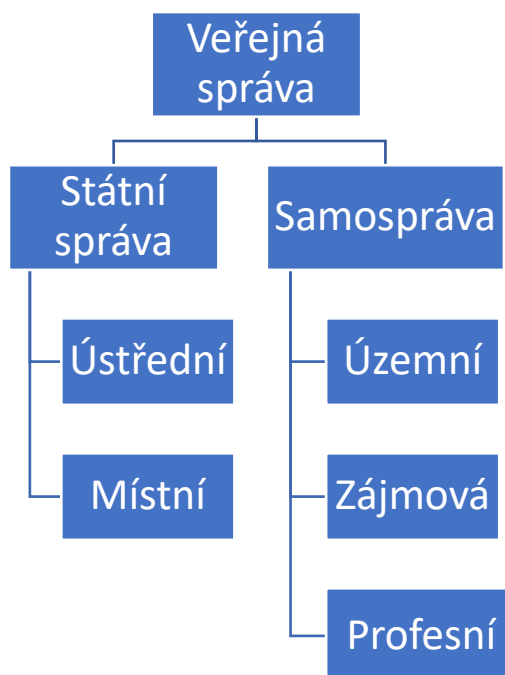 Veřejná
správa
Státní
správa
Samospráva
Ústřední
Územní
Místní
Zájmová
Profesní